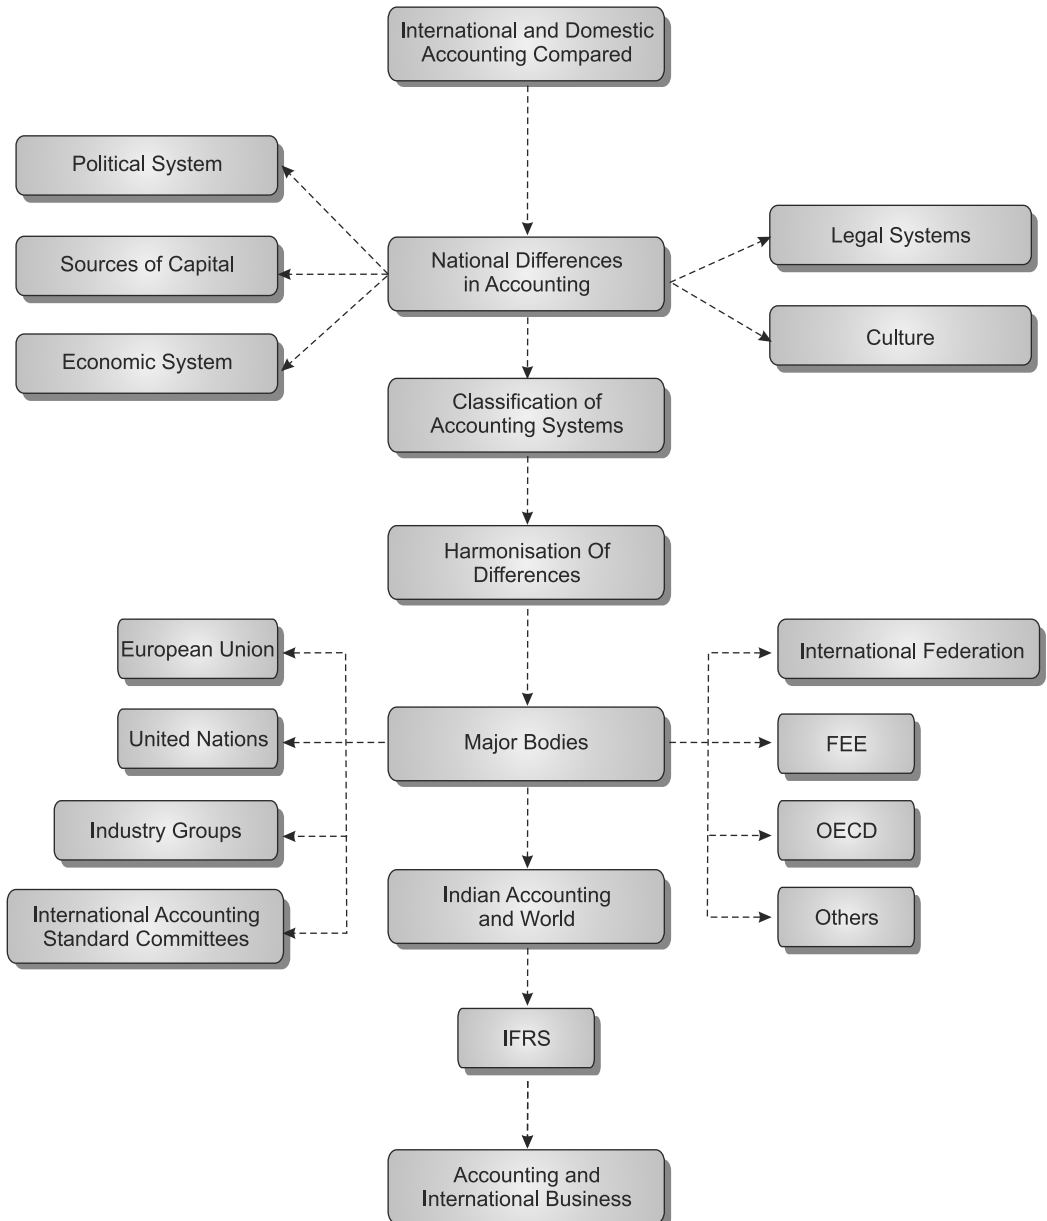 International and Domestic
Accounting Compared
Political System
Sources of Capital
Economic System
National Differences
in Accounting
Legal Systems
Culture
Classification of
Accounting Systems
Harmonisation Of
Differences
European Union
United Nations
Industry Groups
International Accounting
Standard Committees
Major Bodies
International Federation
FEE
OECD
Others
Indian Accounting
and World
IFRS
Accounting and
International Business